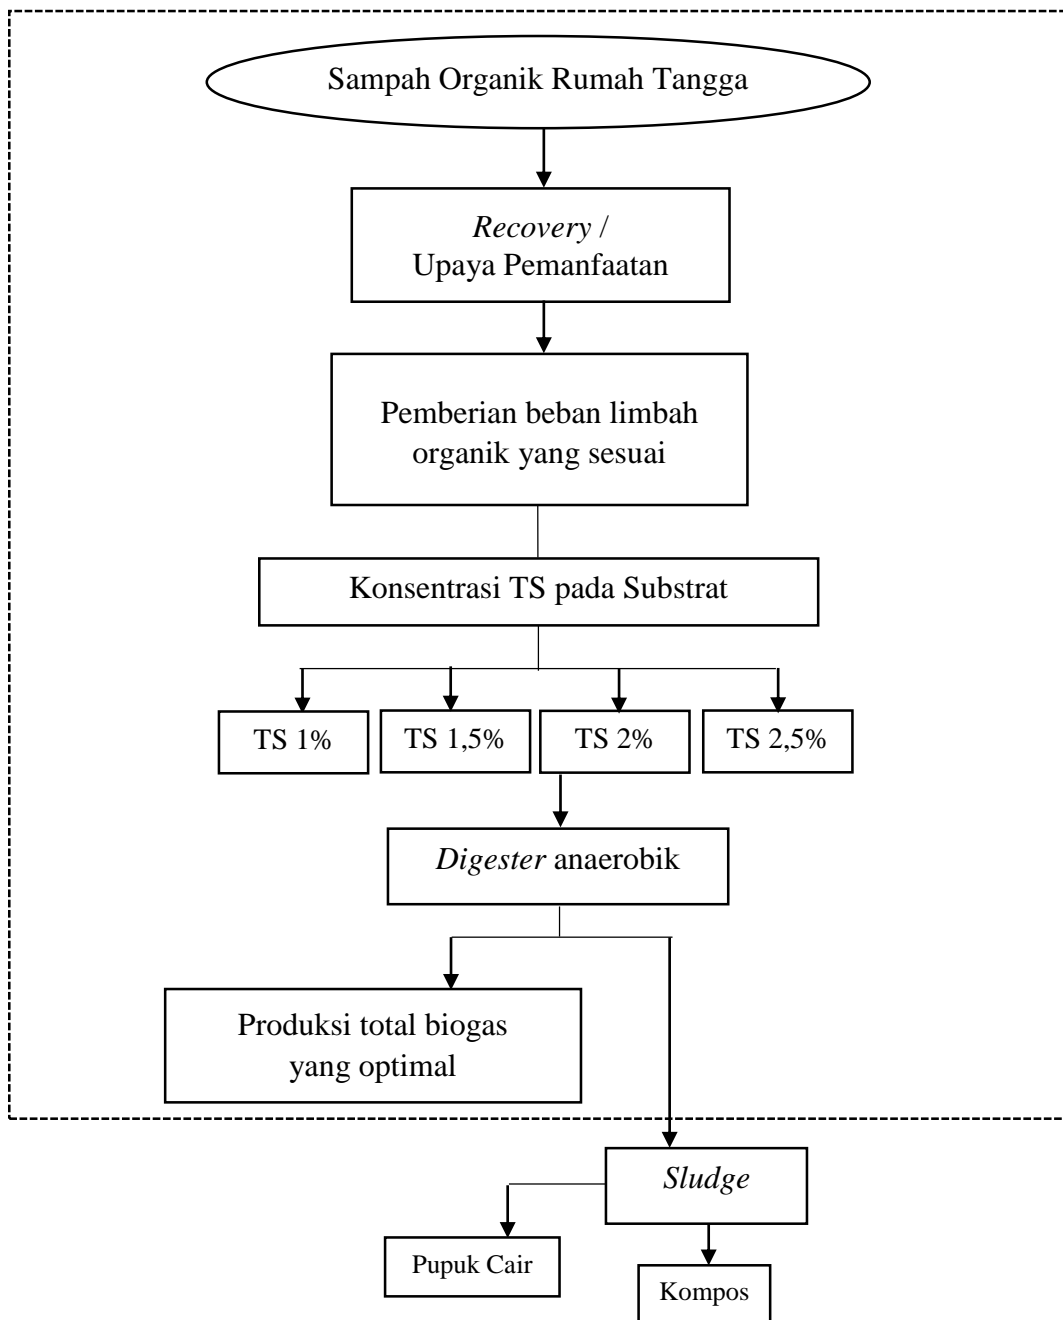 Sampah Organik Rumah Tangga
Recovery /
Upaya Pemanfaatan
Pemberian beban limbah
organik yang sesuai
Konsentrasi TS pada Substrat
TS 1%
TS 1,5%
TS 2%
TS 2,5%
Digester anaerobik
Produksi total biogas
yang optimal
Sludge
Pupuk Cair
Kompos